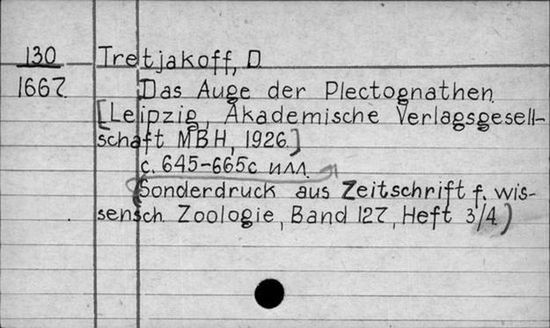 130 Tretjakoff, D
1667 Das Auge der Plectognathen
[Leipzig, Akademische Verlagsgesell-
schaft MBH, 1926]
с. 645-665с илл.
(Sonderdruck aus Zeitschrift f. wis-
sensch. Zoologie, Band 127, Heft 3/4)